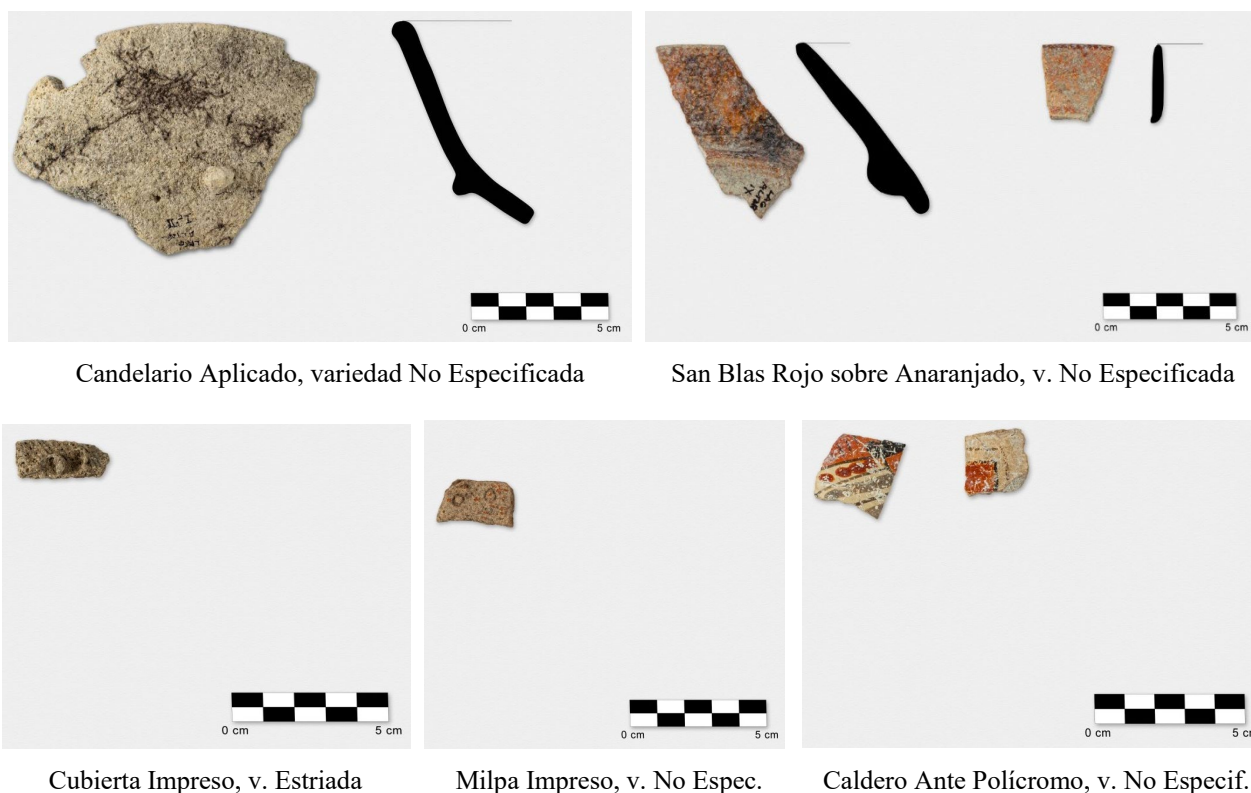 0 cm 5 cm
0 cm 5 cm
Candelario Aplicado, variedad No Especificada
San Blas Rojo sobre Anaranjado, v. No Especificada
0 cm 5 cm
0 cm 5 cm
0 cm
Cubierta Impreso, v. Estriada
Milpa Impreso, v. No Espec.
Caldero Ante Polícromo, v. No Especif.